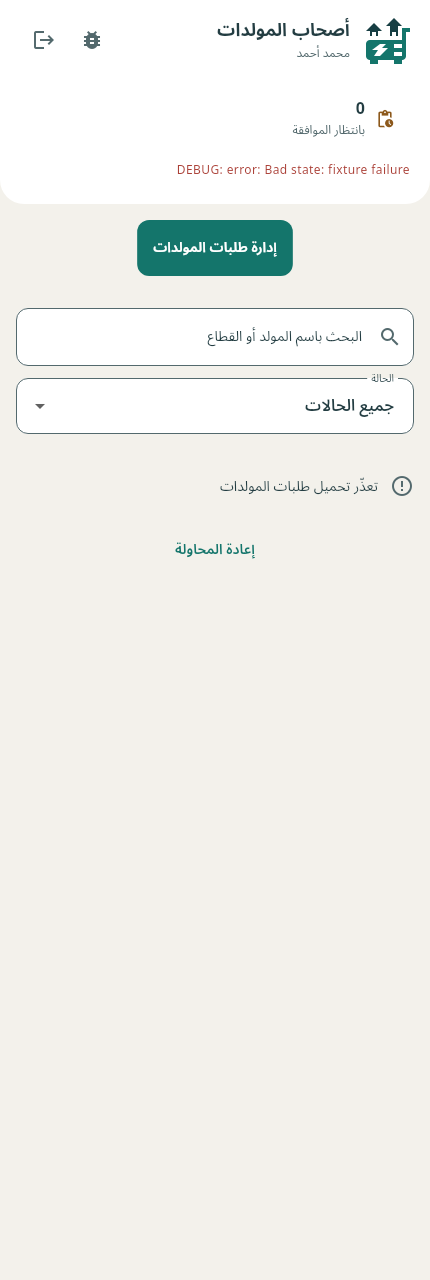 أصحاب المولدات
محمد أحمد
0
بانتظار الموافقة
DEBUG: error: Bad state: fixture failure
إدارة طلبات المولدات
البحث باسم المولد أو القطاع
الحالة
جميع الحالات
تعذّر تحميل طلبات المولدات
إعادة المحاولة